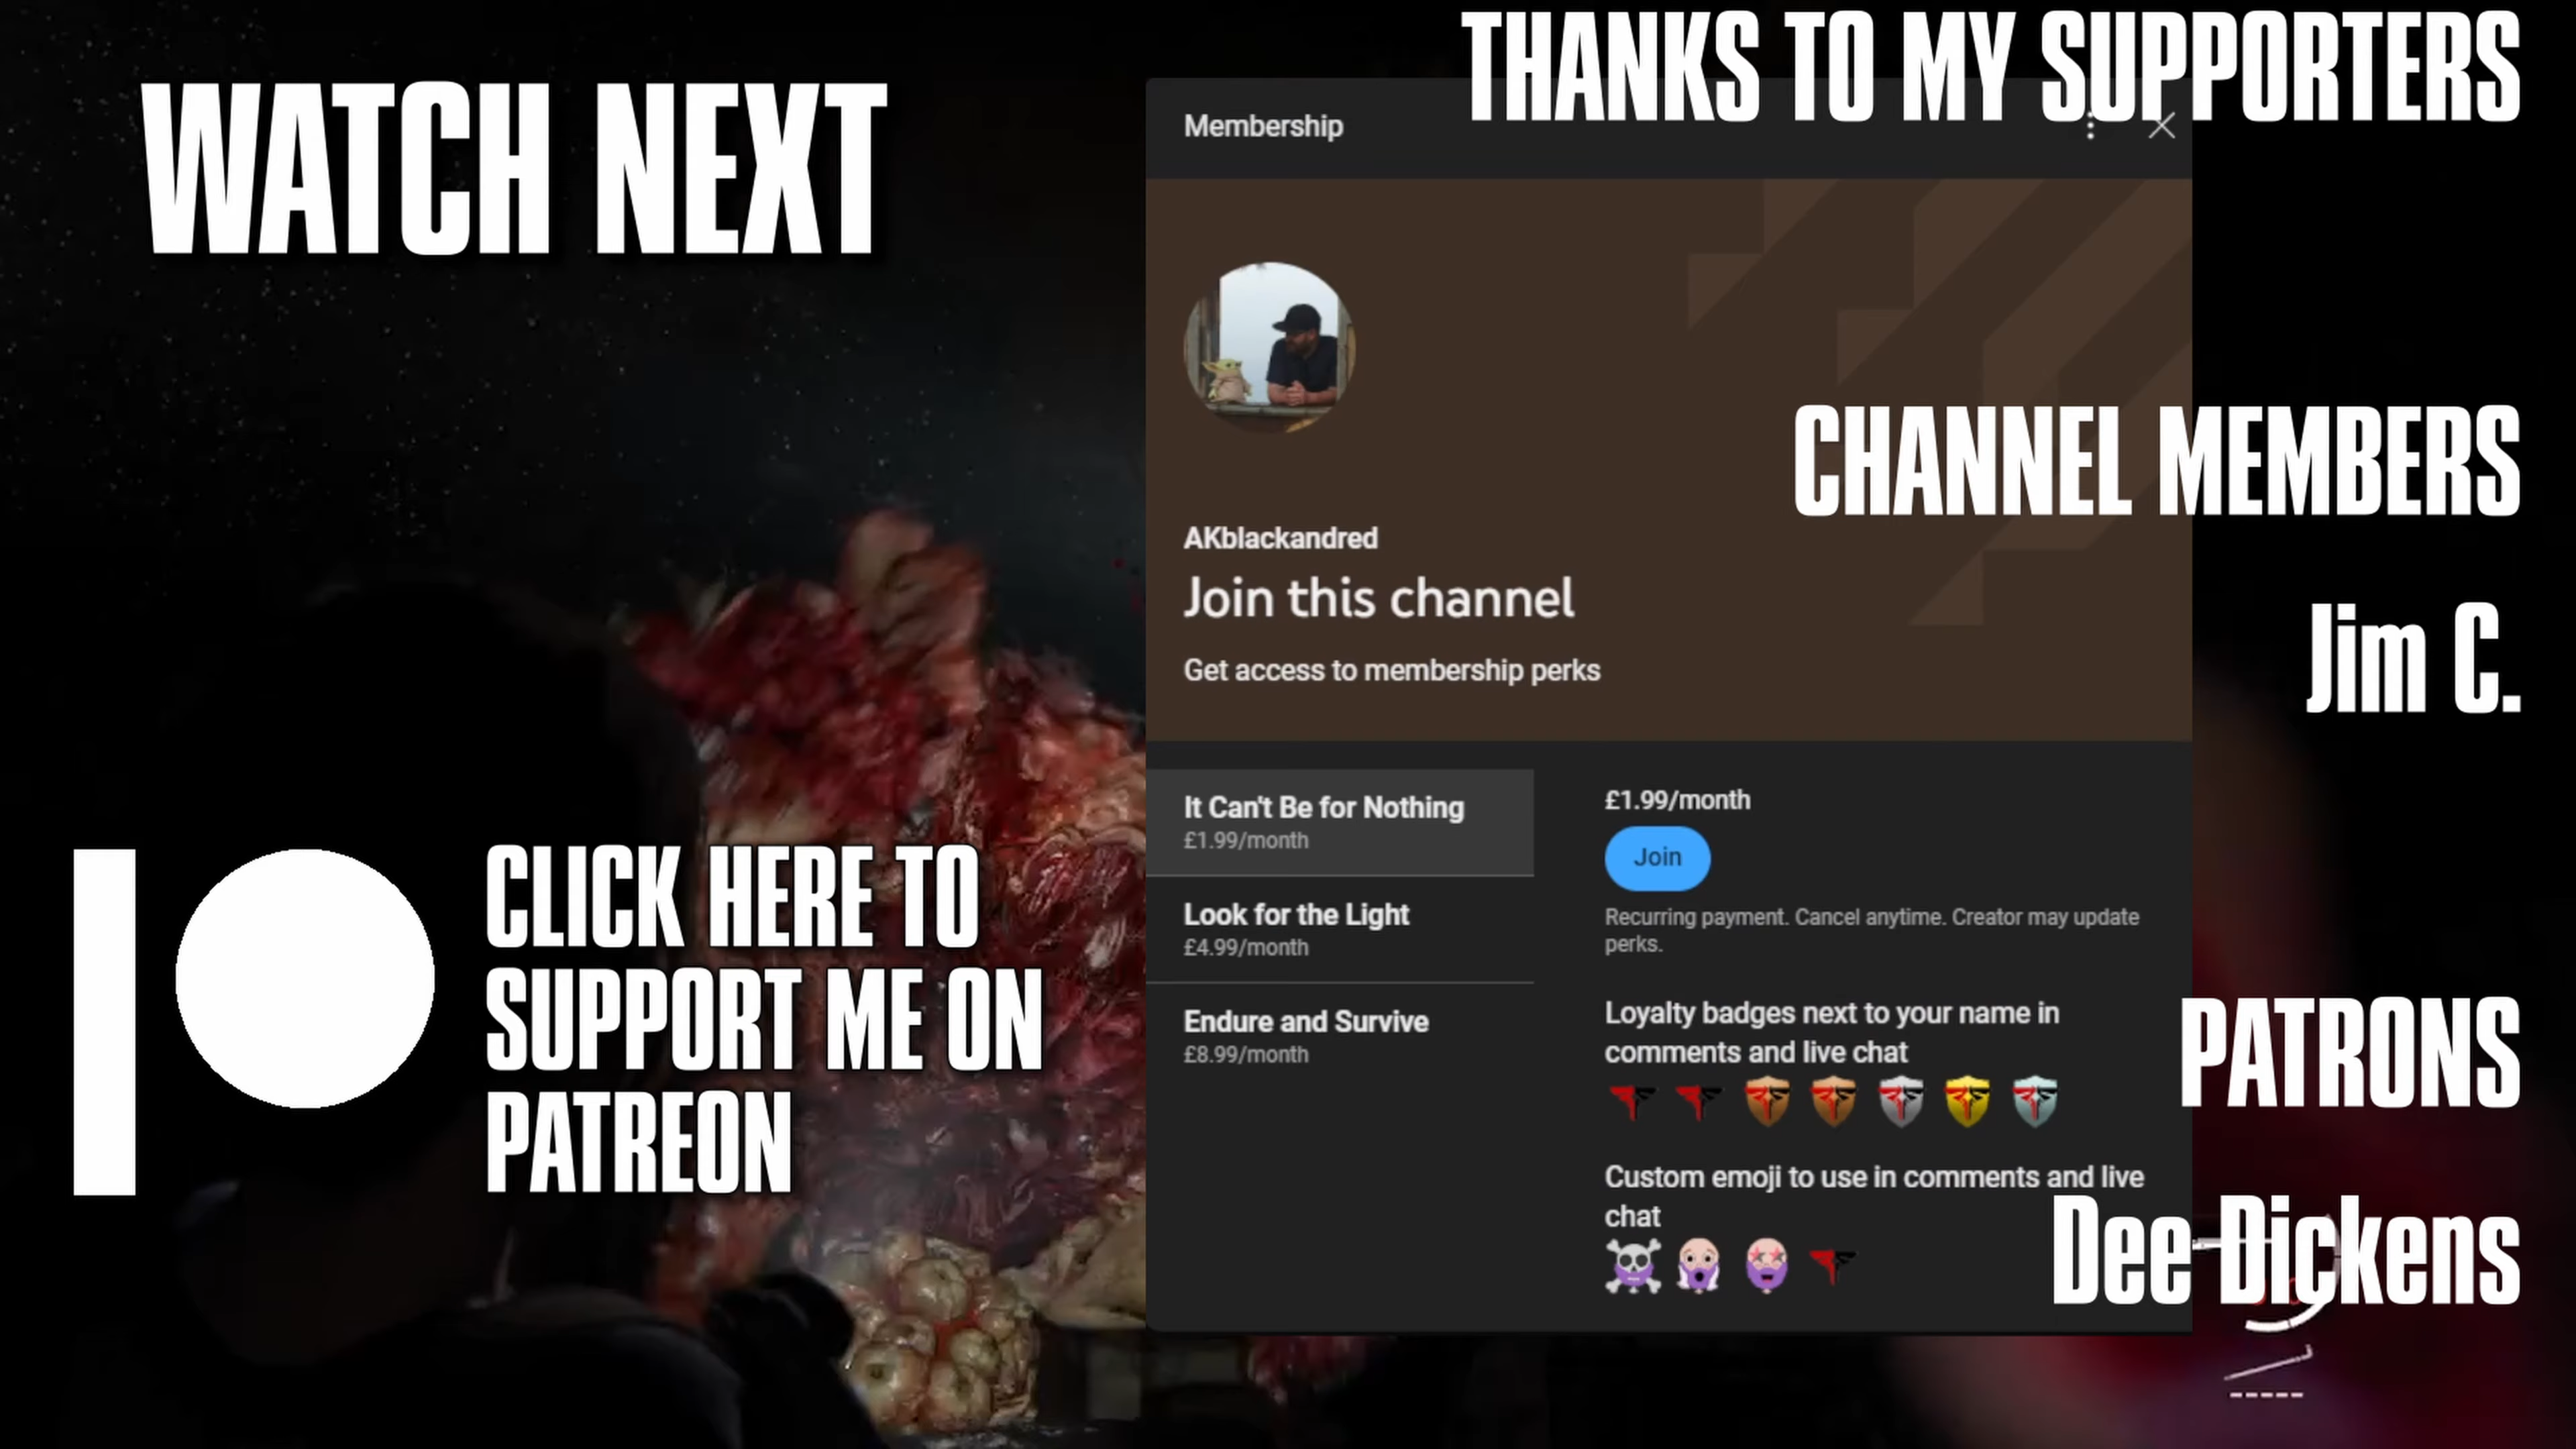 WATCH NEXT
THANKS TO MY SUPPORTERS
Membership
CHANNEL MEMBERS
AKblackandred
Join this channel
Get access to membership perks
Jim C.
It Can't Be for Nothing
£1.99/month
Look for the Light
£4.99/month
Endure and Survive
£8.99/month
£1.99/month
Join
Recurring payment. Cancel anytime. Creator may update
perks.
Loyalty badges next to your name in
comments and live chat
Custom emoji to use in comments and live
chat
CLICK HERE TO
SUPPORT ME ON
PATREON
PATRONS
Dee Dickens